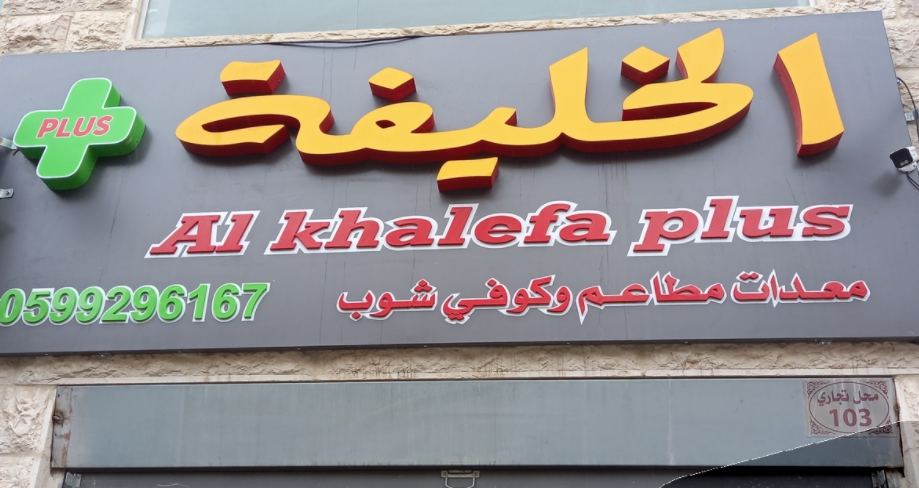 الخليفة
PLUS
Al khalefa plus
معدات مطاعم وكوفي شوب
0599296167
محل تجاري
103